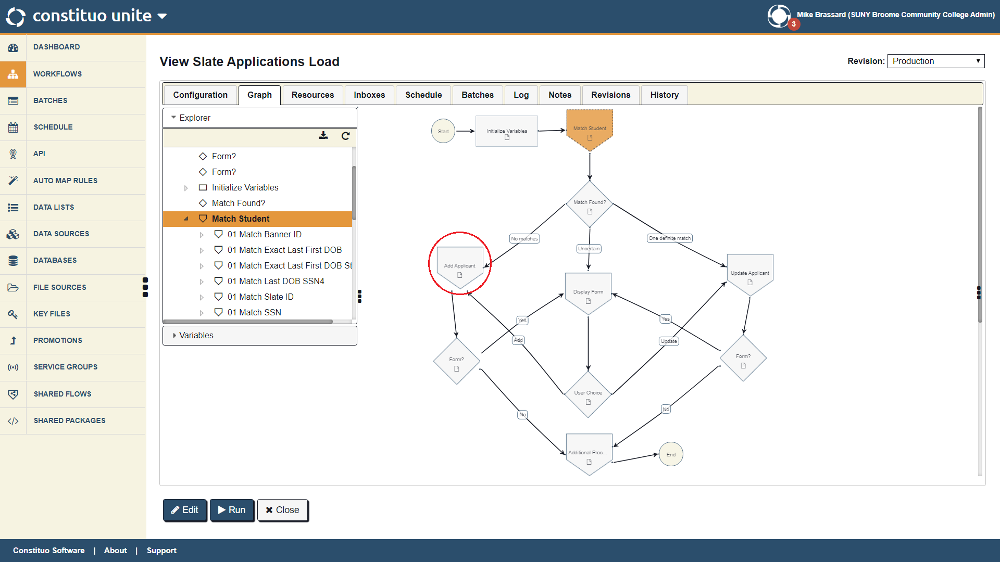 constituo unite
3
Mike Brassard (SUNY Broome Community College Admin)
DASHBOARD
WORKFLOWS
BATCHES
SCHEDULE
API
AUTO MAP RULES
DATA LISTS
DATA SOURCES
DATABASES
FILE SOURCES
KEY FILES
PROMOTIONS
SERVICE GROUPS
SHARED FLOWS
SHARED PACKAGES
View Slate Applications Load
Revision: Production
Configuration Graph Resources Inboxes Schedule Batches Log Notes Revisions History
Explorer
Form?
Form?
Initialize Variables
Match Found?
Match Student
01 Match Banner ID
01 Match Exact Last First DOB
01 Match Exact Last First DOB St
01 Match Last DOB SSN4
01 Match Slate ID
01 Match SSN
Variables
Start
Initialize Variables
Match Student
Match Found?
No matches
Uncertain
One definite match
Add Applicant
Display Form
Update Applicant
Yes
Yes
Add
Update
Form?
Form?
User Choice
No
No
Additional Proc...
End
Edit Run Close
Constituo Software | About | Support